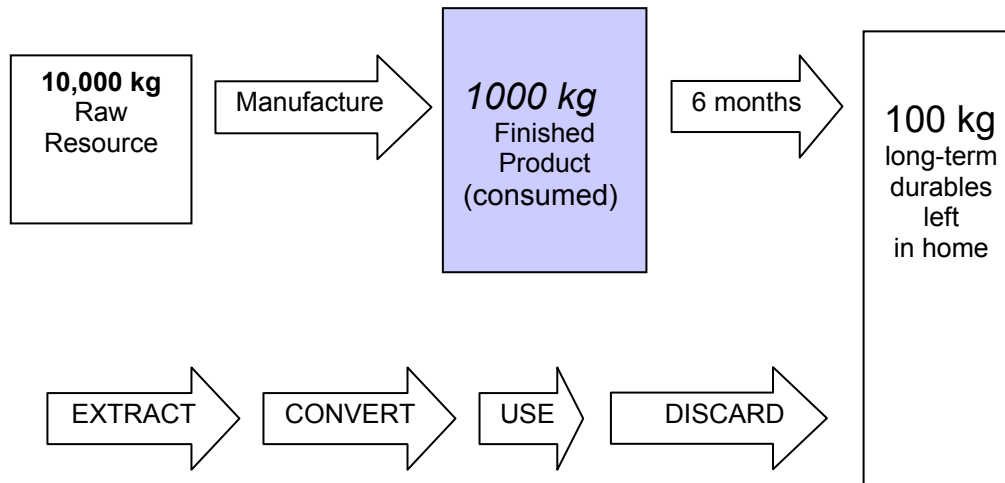 10,000 kg
Raw
Resource
Manufacture
1000 kg
Finished
Product
(consumed)
6 months
100 kg
long-term
durables
left
in home
EXTRACT
CONVERT
USE
DISCARD